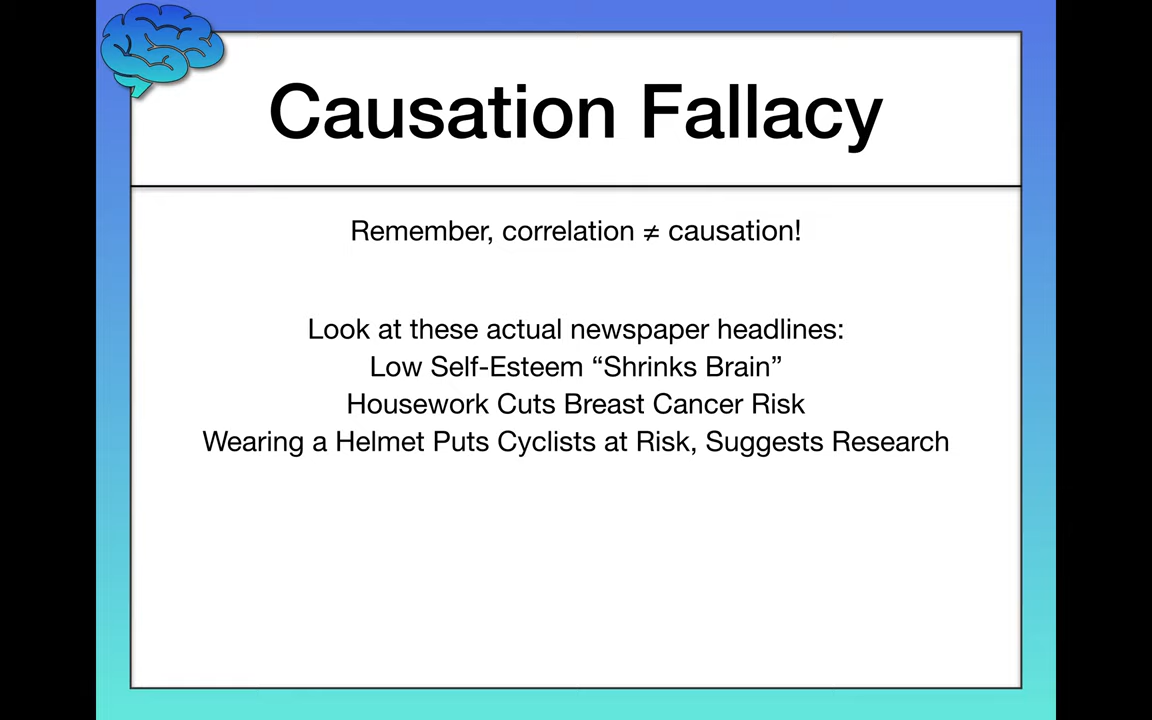 Causation Fallacy
Remember, correlation ≠ causation!
Look at these actual newspaper headlines:
Low Self-Esteem “Shrinks Brain”
Housework Cuts Breast Cancer Risk
Wearing a Helmet Puts Cyclists at Risk, Suggests Research